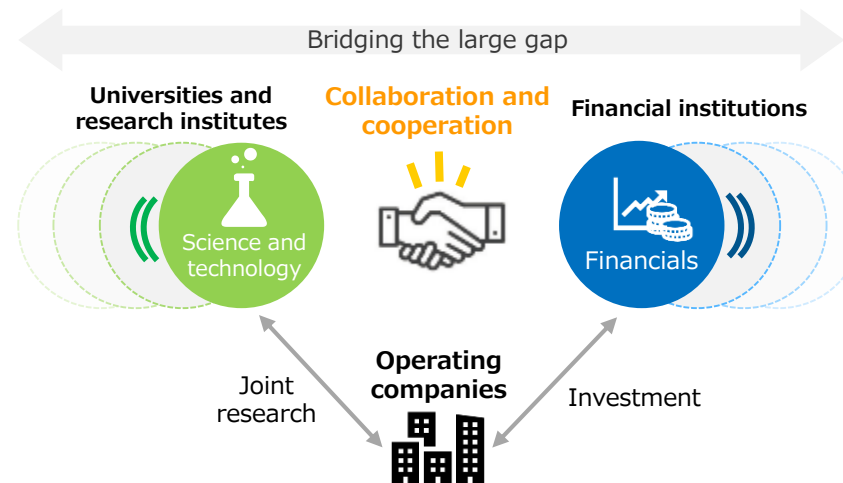 Bridging the large gap
Universities and
research institutes
Collaboration and
cooperation
Financial institutions
Science and
technology
Financials
Operating
companies
Joint
research
Investment